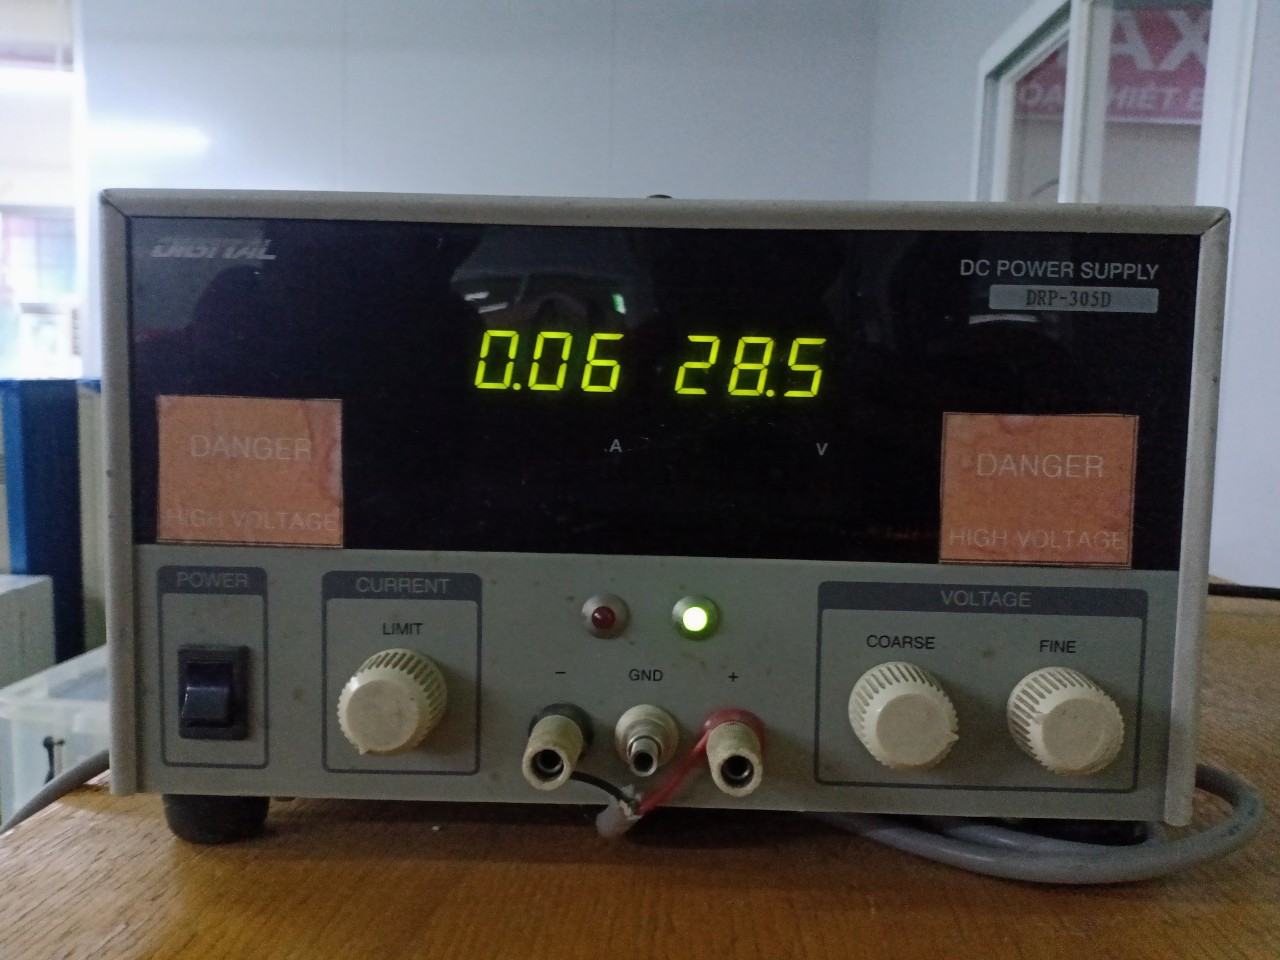 AX
DIGITAL
DC POWER SUPPLY
DRP-305D
0.06 28.5
A V
DANGER
HIGH VOLTAGE
DANGER
HIGH VOLTAGE
POWER
CURRENT
LIMIT
VOLTAGE
COARSE
FINE
− GND +